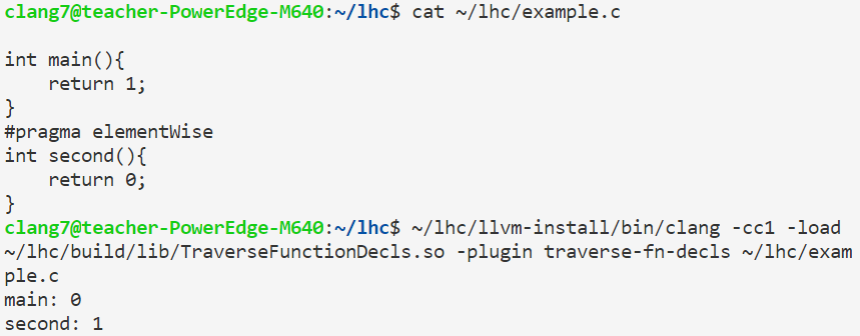 clang7@teacher-PowerEdge-M640:~/lhc$ cat ~/lhc/example.c

int main(){
    return 1;
}
#pragma elementWise
int second(){
    return 0;
}
clang7@teacher-PowerEdge-M640:~/lhc$ ~/lhc/llvm-install/bin/clang -cc1 -load
~/lhc/build/lib/TraverseFunctionDecls.so -plugin traverse-fn-decls ~/lhc/exam
ple.c
main: 0
second: 1